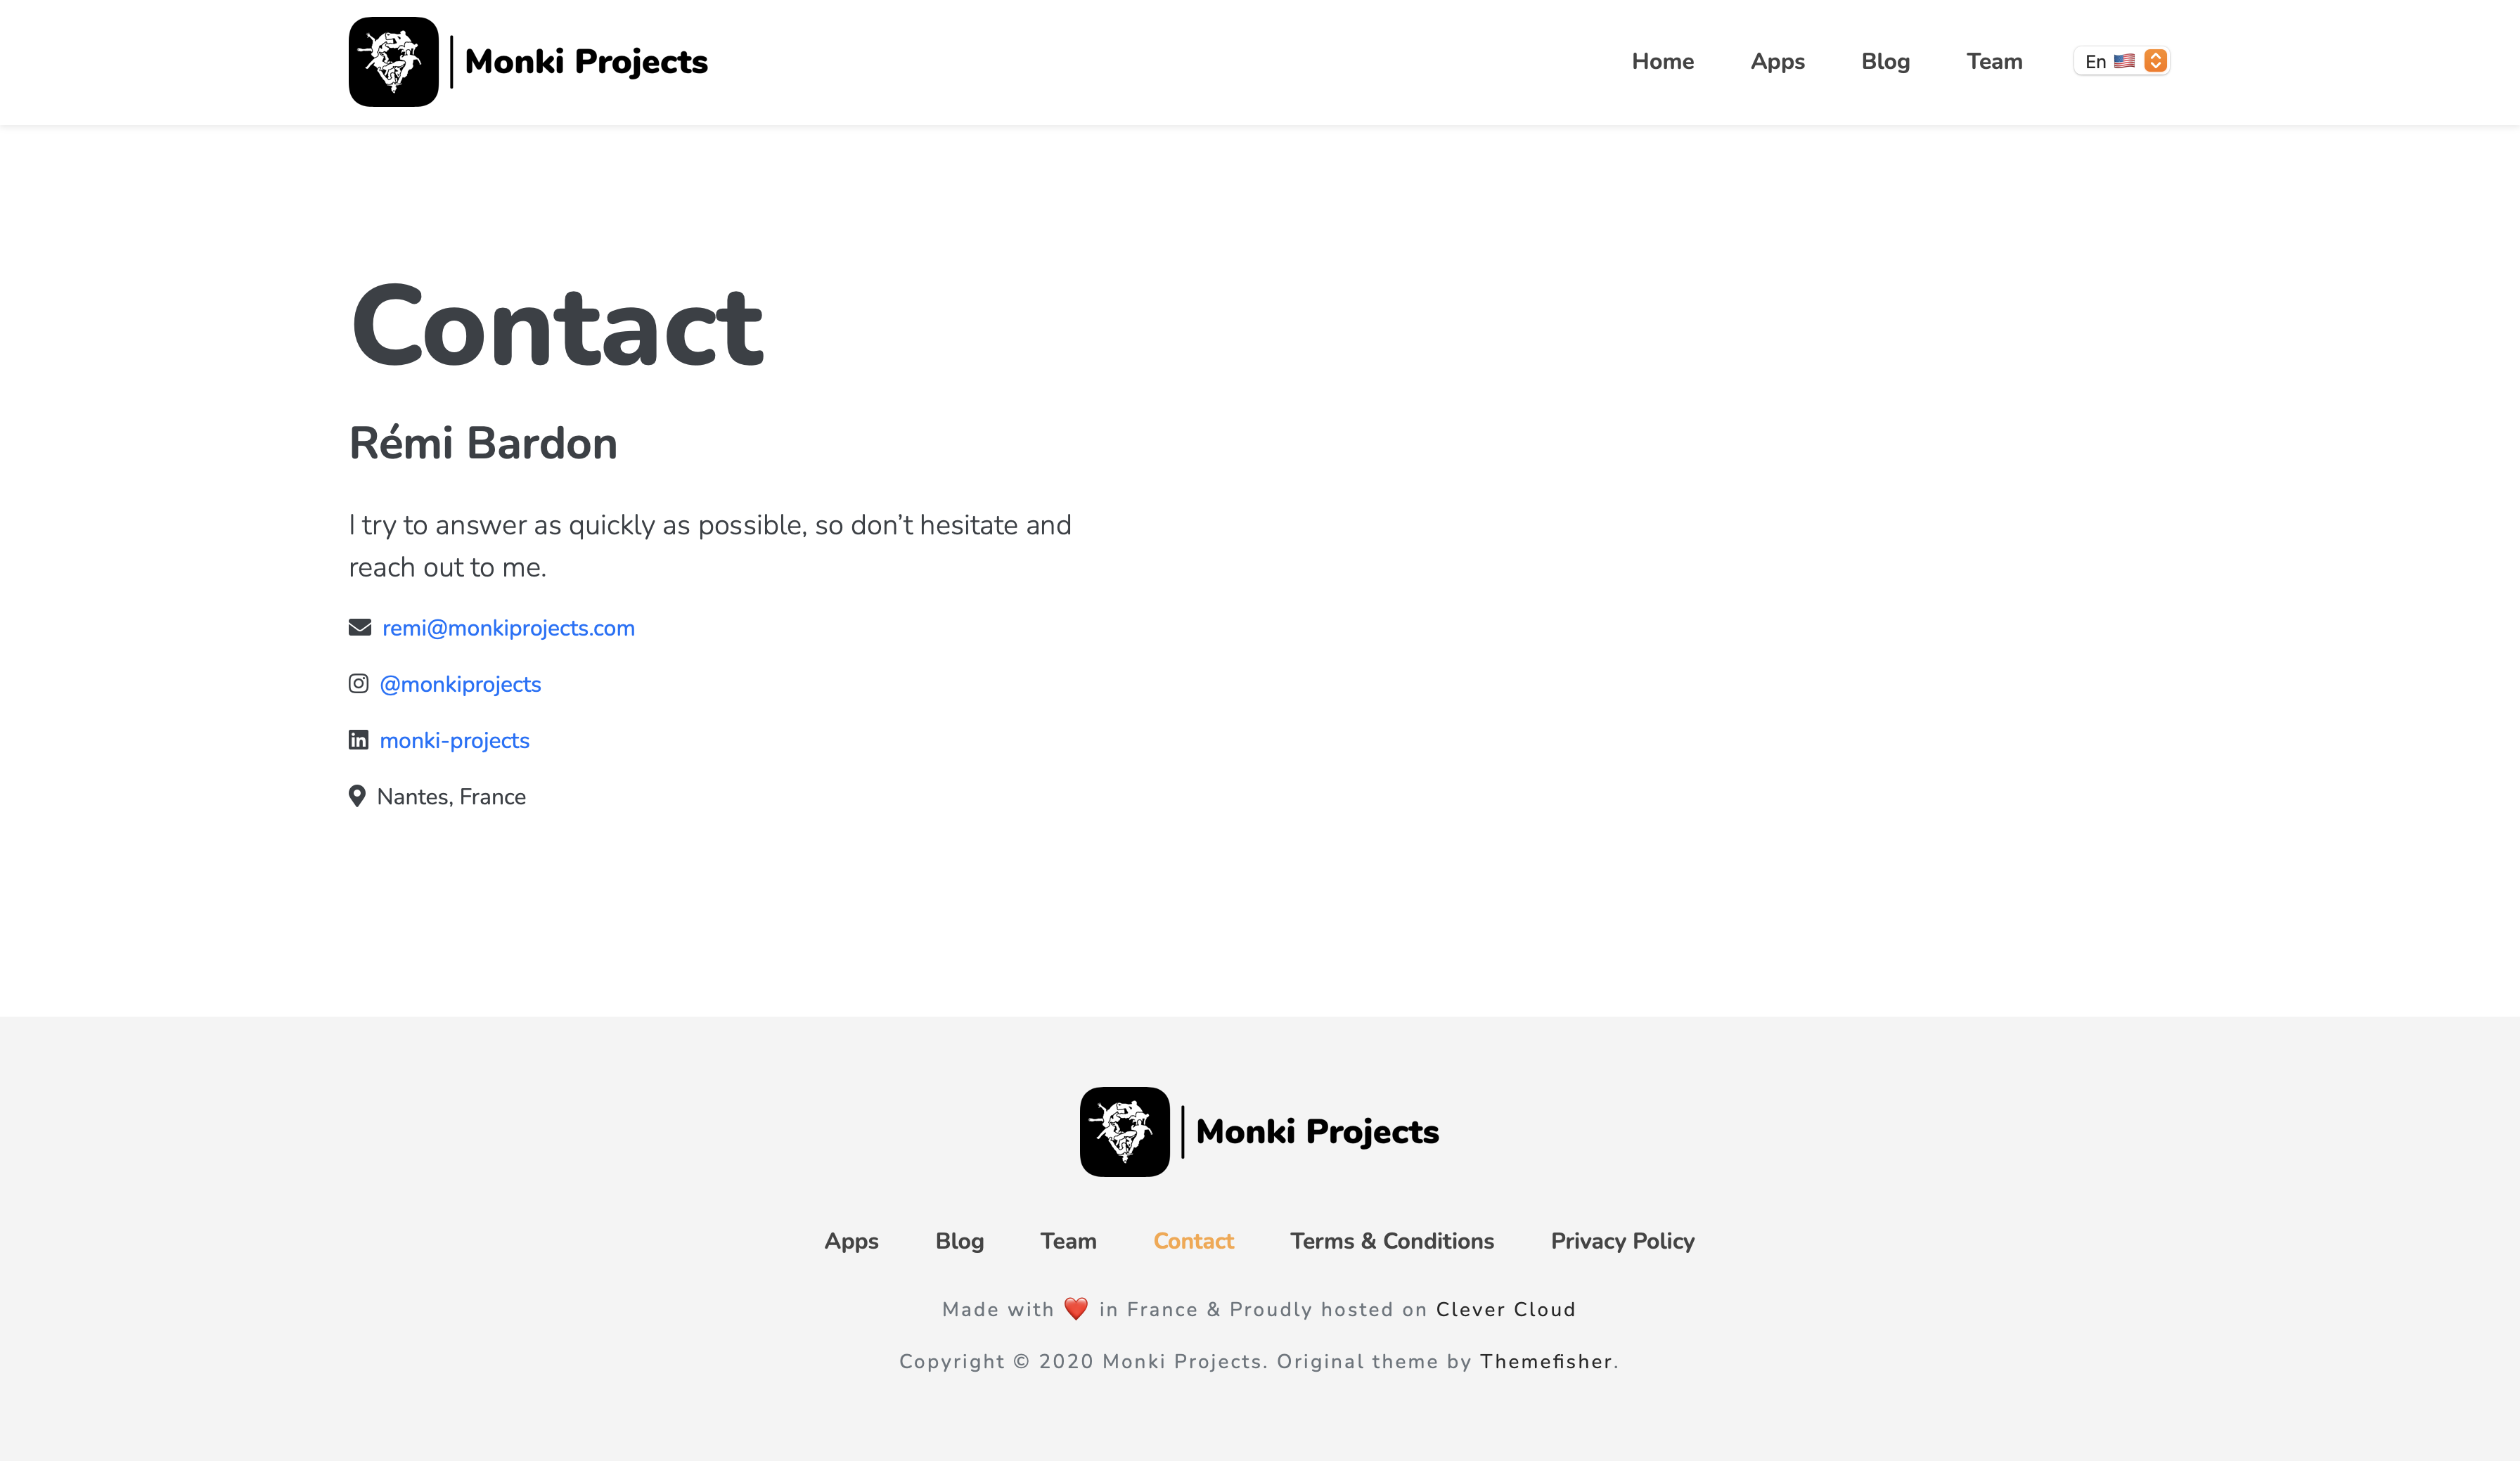 Monki Projects
Home Apps Blog Team En 🇺🇸
Contact
Rémi Bardon
I try to answer as quickly as possible, so don’t hesitate and
reach out to me.
remi@monkiprojects.com
@monkiprojects
monki-projects
Nantes, France
Monki Projects
Apps Blog Team Contact Terms & Conditions Privacy Policy
Made with ❤️ in France & Proudly hosted on Clever Cloud
Copyright © 2020 Monki Projects. Original theme by Themefisher.